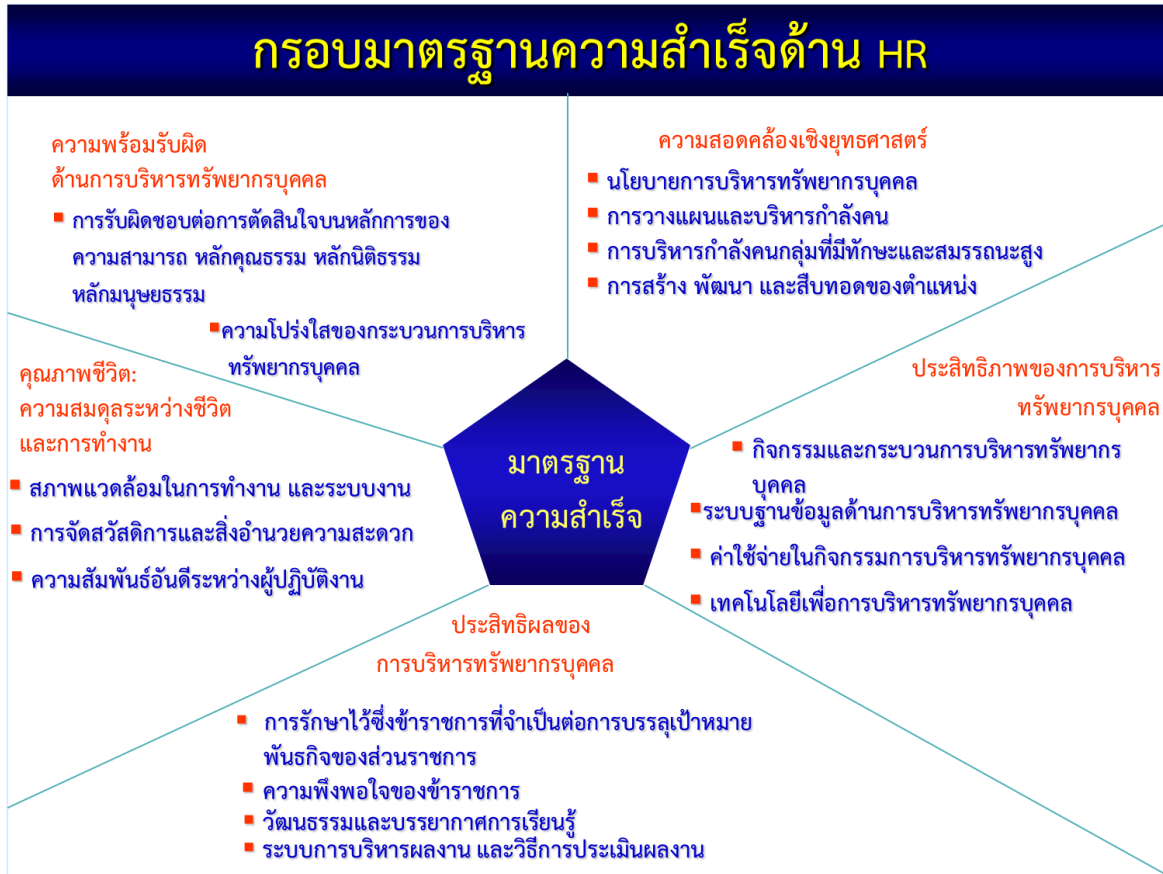 กรอบมาตรฐานความสำเร็จด้าน HR
ความพร้อมรับผิด
ด้านการบริหารทรัพยากรบุคคล
▪ การรับผิดชอบต่อการตัดสินใจบนหลักการของ
ความสามารถ หลักคุณธรรม หลักนิติธรรม
หลักมนุษยธรรม
▪ ความโปร่งใสของกระบวนการบริหาร
ทรัพยากรบุคคล
ความสอดคล้องเชิงยุทธศาสตร์
▪ นโยบายการบริหารทรัพยากรบุคคล
▪ การวางแผนและบริหารกำลังคน
▪ การบริหารกำลังคนกลุ่มที่มีทักษะและสมรรถนะสูง
▪ การสร้าง พัฒนา และสืบทอดของตำแหน่ง
คุณภาพชีวิต:
ความสมดุลระหว่างชีวิต
และการทำงาน
▪ สภาพแวดล้อมในการทำงาน และระบบงาน
▪ การจัดสวัสดิการและสิ่งอำนวยความสะดวก
▪ ความสัมพันธ์อันดีระหว่างผู้ปฏิบัติงาน
มาตรฐาน
ความสำเร็จ
ประสิทธิภาพของการบริหาร
ทรัพยากรบุคคล
▪ กิจกรรมและกระบวนการบริหารทรัพยากร
บุคคล
▪ ระบบฐานข้อมูลด้านการบริหารทรัพยากรบุคคล
▪ ค่าใช้จ่ายในกิจกรรมการบริหารทรัพยากรบุคคล
▪ เทคโนโลยีเพื่อการบริหารทรัพยากรบุคคล
ประสิทธิผลของ
การบริหารทรัพยากรบุคคล
▪ การรักษาไว้ซึ่งข้าราชการที่จำเป็นต่อการบรรลุเป้าหมาย
พันธกิจของส่วนราชการ
▪ ความพึงพอใจของข้าราชการ
▪ วัฒนธรรมและบรรยากาศการเรียนรู้
▪ ระบบการบริหารผลงาน และวิธีการประเมินผลงาน